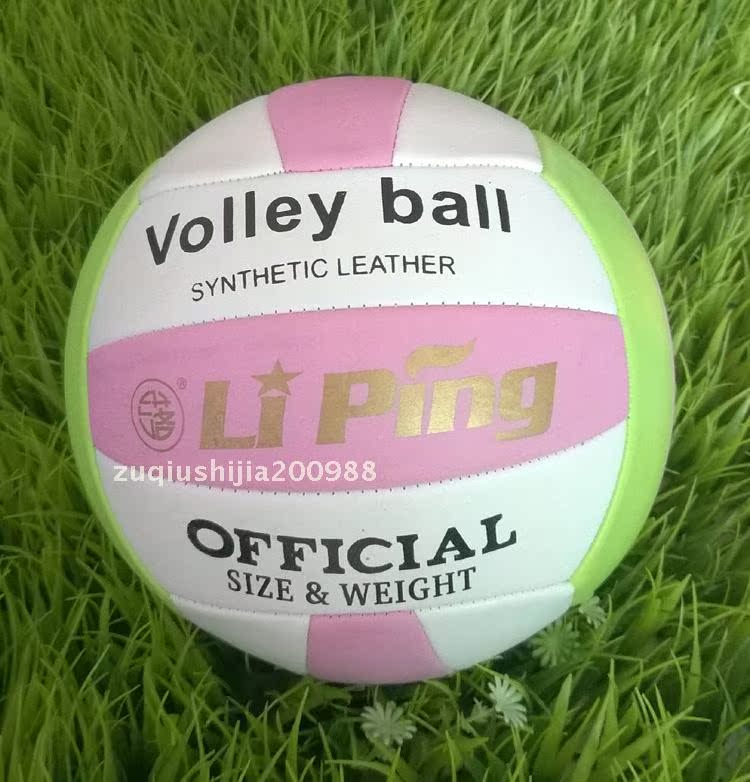 Volley ball
SYNTHETIC LEATHER
® Li Ping
zuqiushijia200988
OFFICIAL
SIZE & WEIGHT